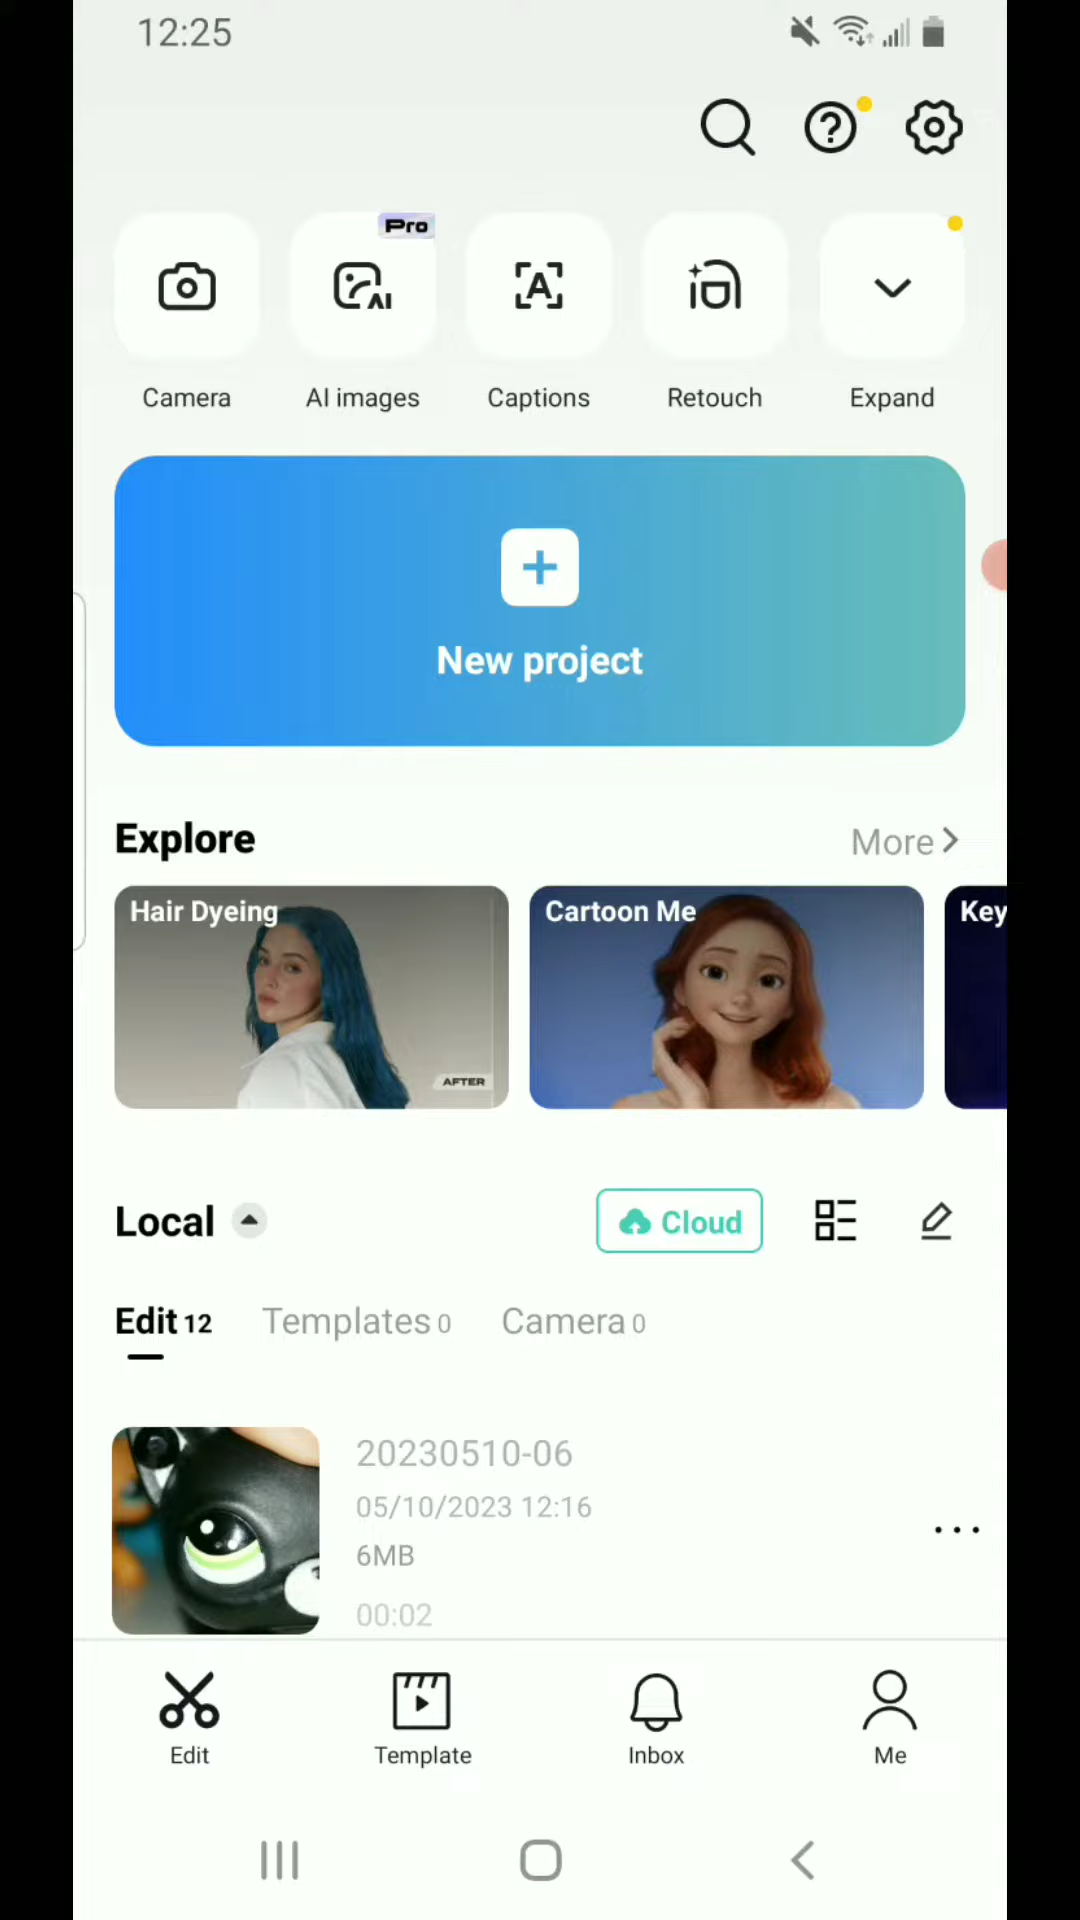 12:25
Pro
AI
A
Camera
AI images
Captions
Retouch
Expand
New project
Explore
More
Hair Dyeing
AFTER
Cartoon Me
Key
Local
Cloud
Edit 12
Templates 0
Camera 0
20230510-06
05/10/2023 12:16
6MB
00:02
Edit
Template
Inbox
Me